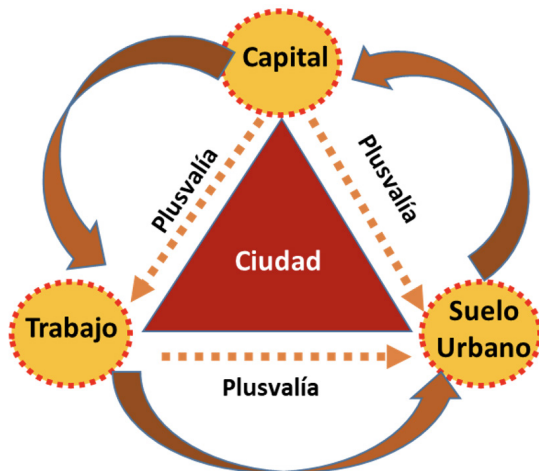 Capital
Plusvalía
Plusvalía
Ciudad
Trabajo
Suelo
Urbano
Plusvalía